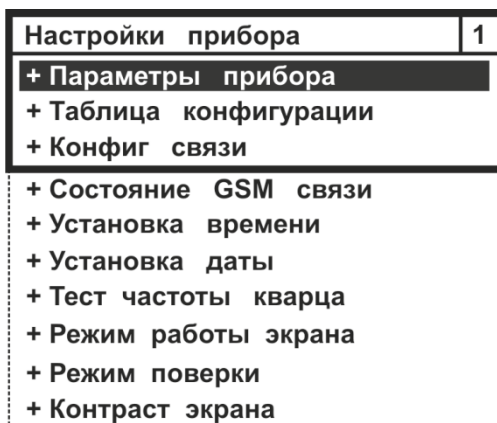 Настройки прибора 1
+ Параметры прибора
+ Таблица конфигурации
+ Конфиг связи
+ Состояние GSM связи
+ Установка времени
+ Установка даты
+ Тест частоты кварца
+ Режим работы экрана
+ Режим поверки
+ Контраст экрана